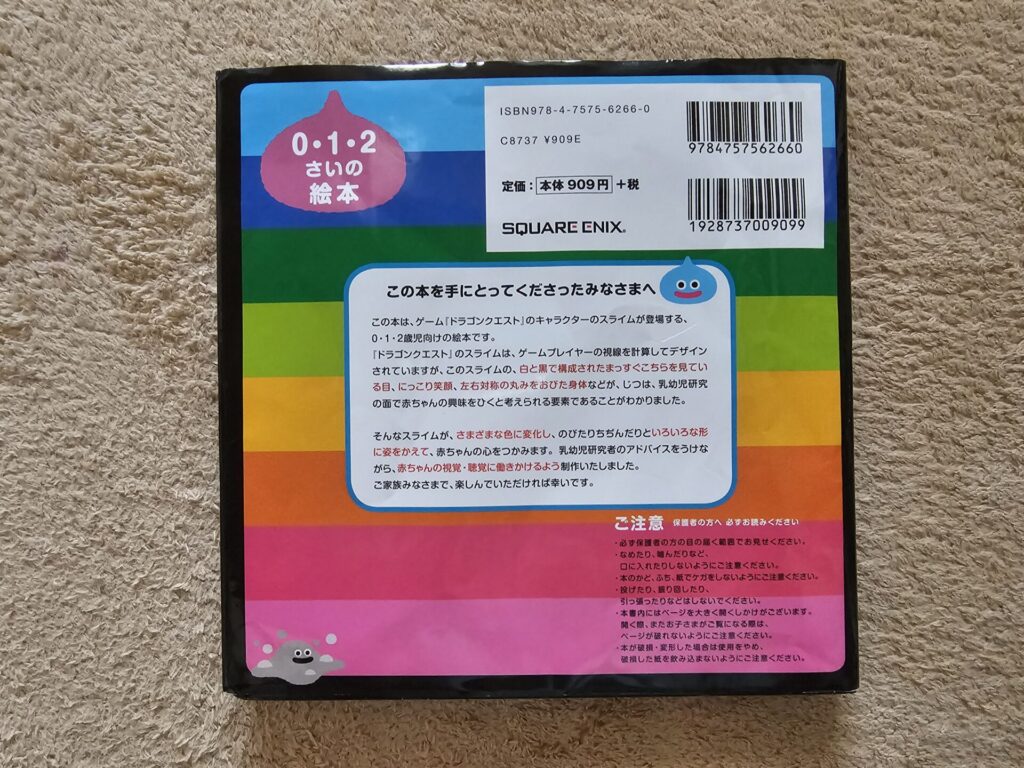 0・1・2
さいの
絵本
ISBN978-4-7575-6266-0
C8737 ¥909E
9784757562660
定価：本体 909円 +税
1928737009099
SQUARE ENIX®
この本を手にとってくださったみなさまへ
この本は、ゲーム『ドラゴンクエスト』のキャラクターのスライムが登場する、
0・1・2歳児向けの絵本です。
『ドラゴンクエスト』のスライムは、ゲームプレイヤーの視線を計算してデザイン
されていますが、このスライムの、白と黒で構成されたまっすぐこちらを見てい
る目、にっこり笑顔、左右対称の丸みをおびた身体などが、じつは、乳幼児研究
の面で赤ちゃんの興味をひくと考えられる要素であることがわかりました。
そんなスライムが、さまざまな色に変化し、のびたりちぢんだりといろいろな形
に姿をかえて、赤ちゃんの心をつかみます。乳幼児研究者のアドバイスをうけな
がら、赤ちゃんの視覚・聴覚に働きかけるよう制作いたしました。
ご家族みなさまで、楽しんでいただければ幸いです。
ご注意 保護者の方へ 必ずお読みください
・必ず保護者の方の目の届く範囲でお見せください。
・なめたり、噛んだりなど、
口に入れたりしないようにご注意ください。
・本のかど、ふち、紙でケガをしないようにご注意ください。
・投げたり、振り回したり、
引っ張ったりなどはしないでください。
・本書内にはページを大きく開くしかけがございます。
開く際、またお子さまがご覧になる際は、
ページが破れないようにご注意ください。
・本が破損・変形した場合は使用をやめ、
破損した紙を飲み込まないようにご注意ください。